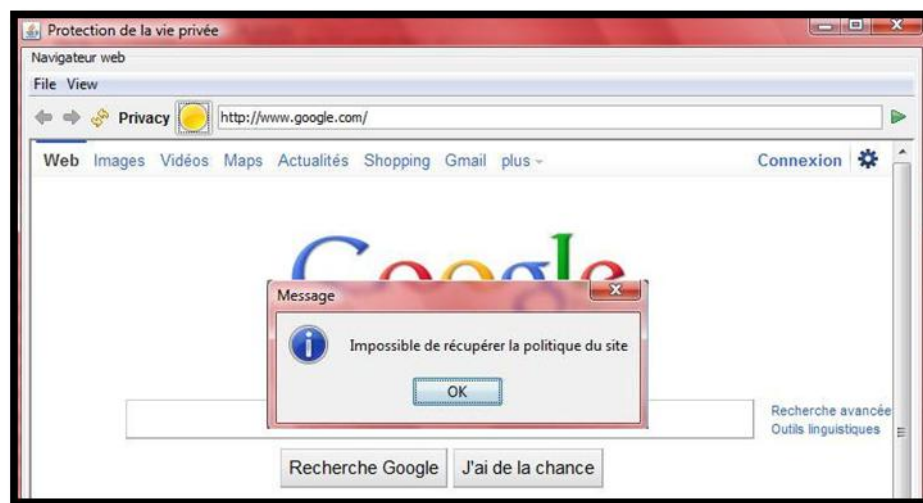 Protection de la vie privée
Navigateur web
File View
Privacy http://www.google.com/
Web Images Vidéos Maps Actualités Shopping Gmail plus Connexion
Google
Message
Impossible de récupérer la politique du site
OK
Recherche avancée
Outils linguistiques
Recherche Google J'ai de la chance